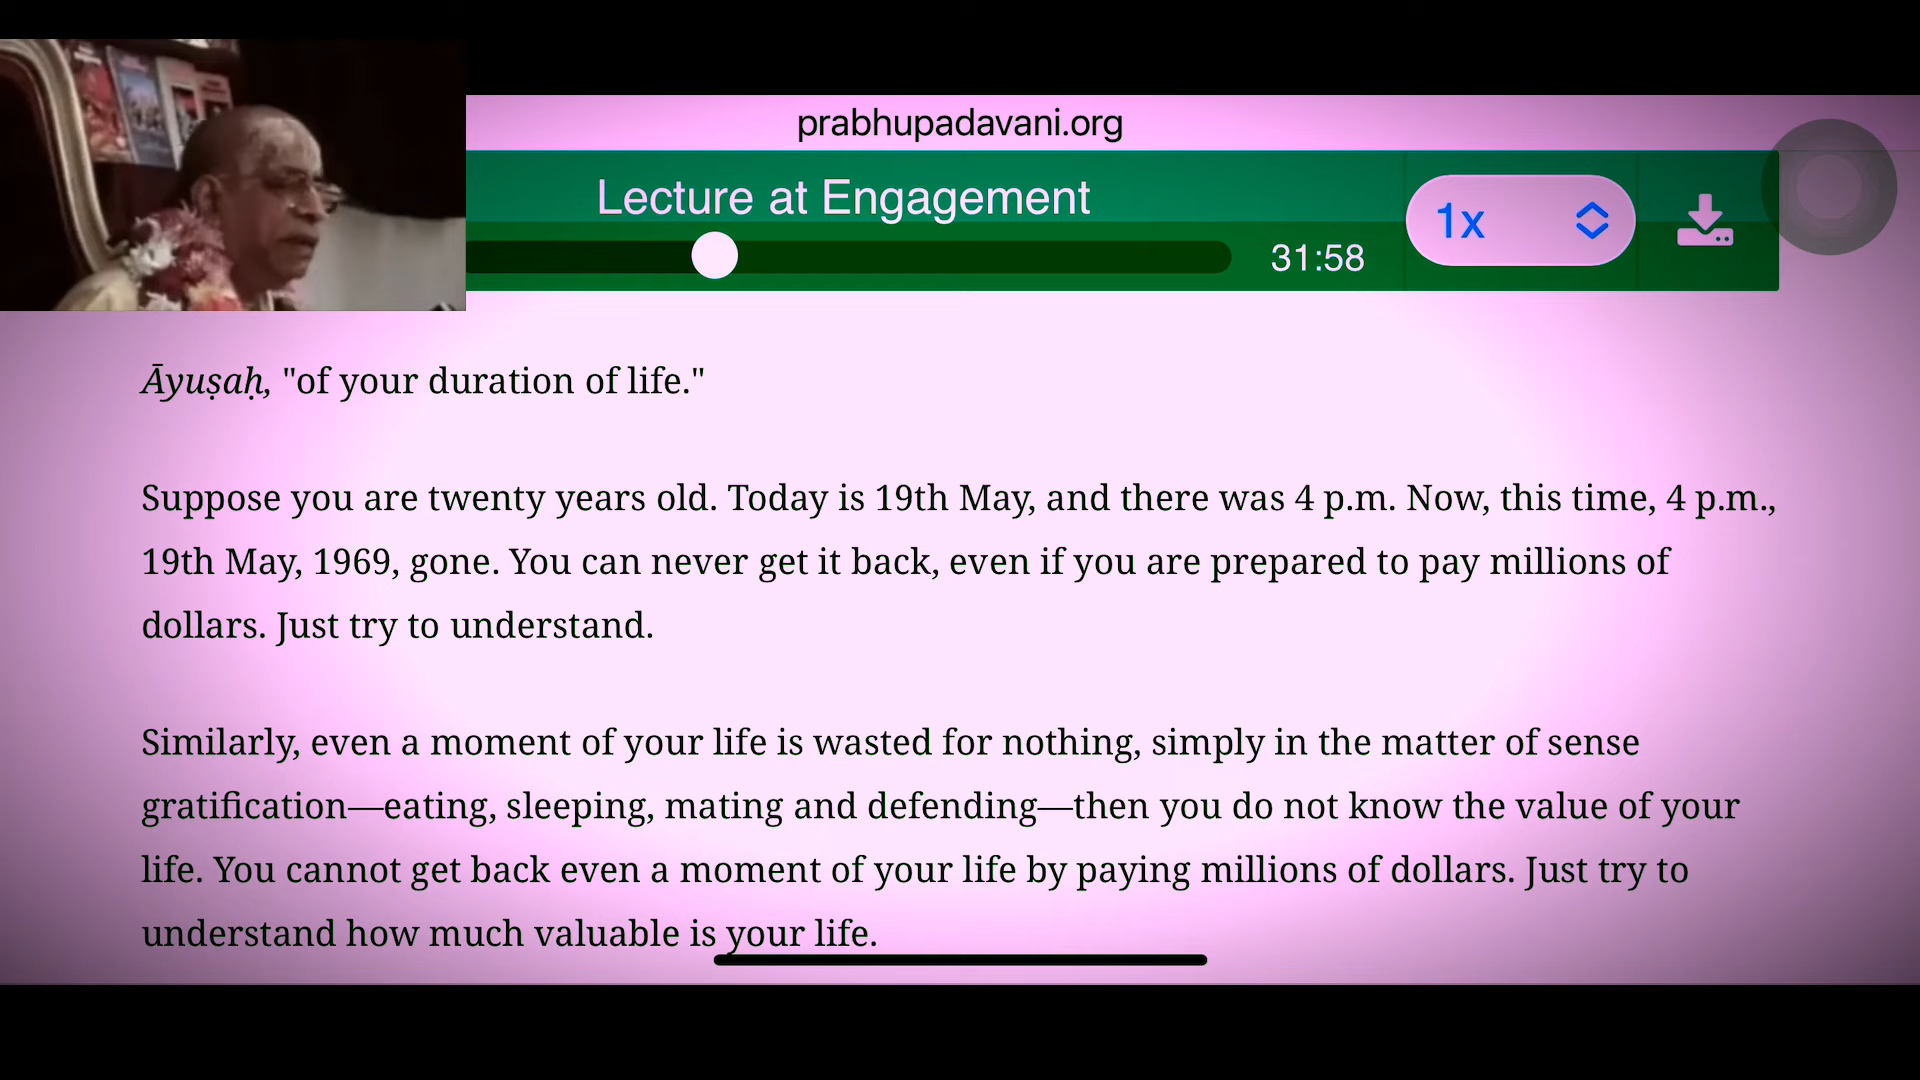 prabhupadavani.org
Lecture at Engagement
1x
31:58
Āyuṣaḥ, "of your duration of life."
Suppose you are twenty years old. Today is 19th May, and there was 4 p.m. Now, this time, 4 p.m.,
19th May, 1969, gone. You can never get it back, even if you are prepared to pay millions of
dollars. Just try to understand.
Similarly, even a moment of your life is wasted for nothing, simply in the matter of sense
gratification—eating, sleeping, mating and defending—then you do not know the value of your
life. You cannot get back even a moment of your life by paying millions of dollars. Just try to
understand how much valuable is your life.